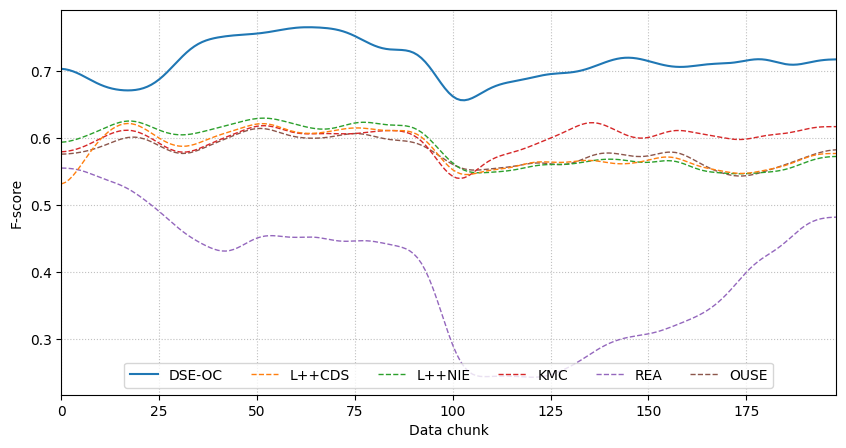 F-score
0.7
0.6
0.5
0.4
0.3
DSE-OC L++CDS L++NIE KMC REA OUSE
0 25 50 75 100 125 150 175
Data chunk